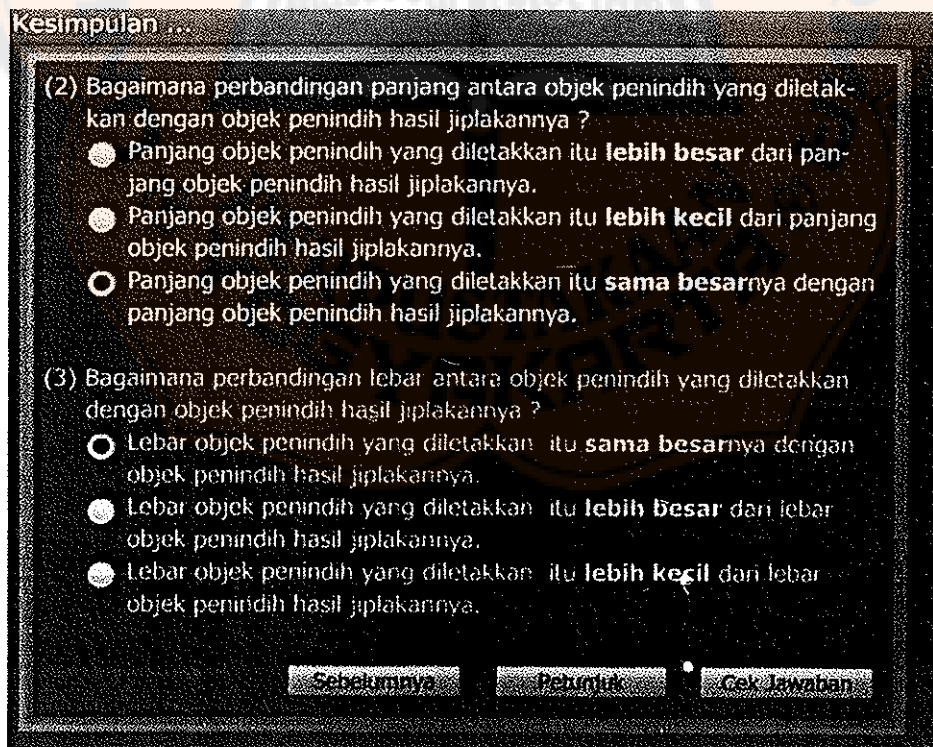 Kesimpulan ...
(2) Bagaimana perbandingan panjang antara objek penindih yang diletak-
kan dengan objek penindih hasil jiplakannya ?
Panjang objek penindih yang diletakkan itu lebih besar dari pan-
jang objek penindih hasil jiplakannya.
Panjang objek penindih yang diletakkan itu lebih kecil dari panjang
objek penindih hasil jiplakannya.
Panjang objek penindih yang diletakkan itu sama besarnya dengan
panjang objek penindih hasil jiplakannya.
(3) Bagaimana perbandingan lebar antara objek penindih yang diletakkan
dengan objek penindih hasil jiplakannya ?
Lebar objek penindih yang diletakkan itu sama besarnya dengan
objek penindih hasil jiplakannya.
Lebar objek penindih yang diletakkan itu lebih besar dari lebar
objek penindih hasil jiplakannya.
Lebar objek penindih yang diletakkan itu lebih kecil dari lebar
objek penindih hasil jiplakannya.
Sebelumnya Petunjuk Cek Jawaban